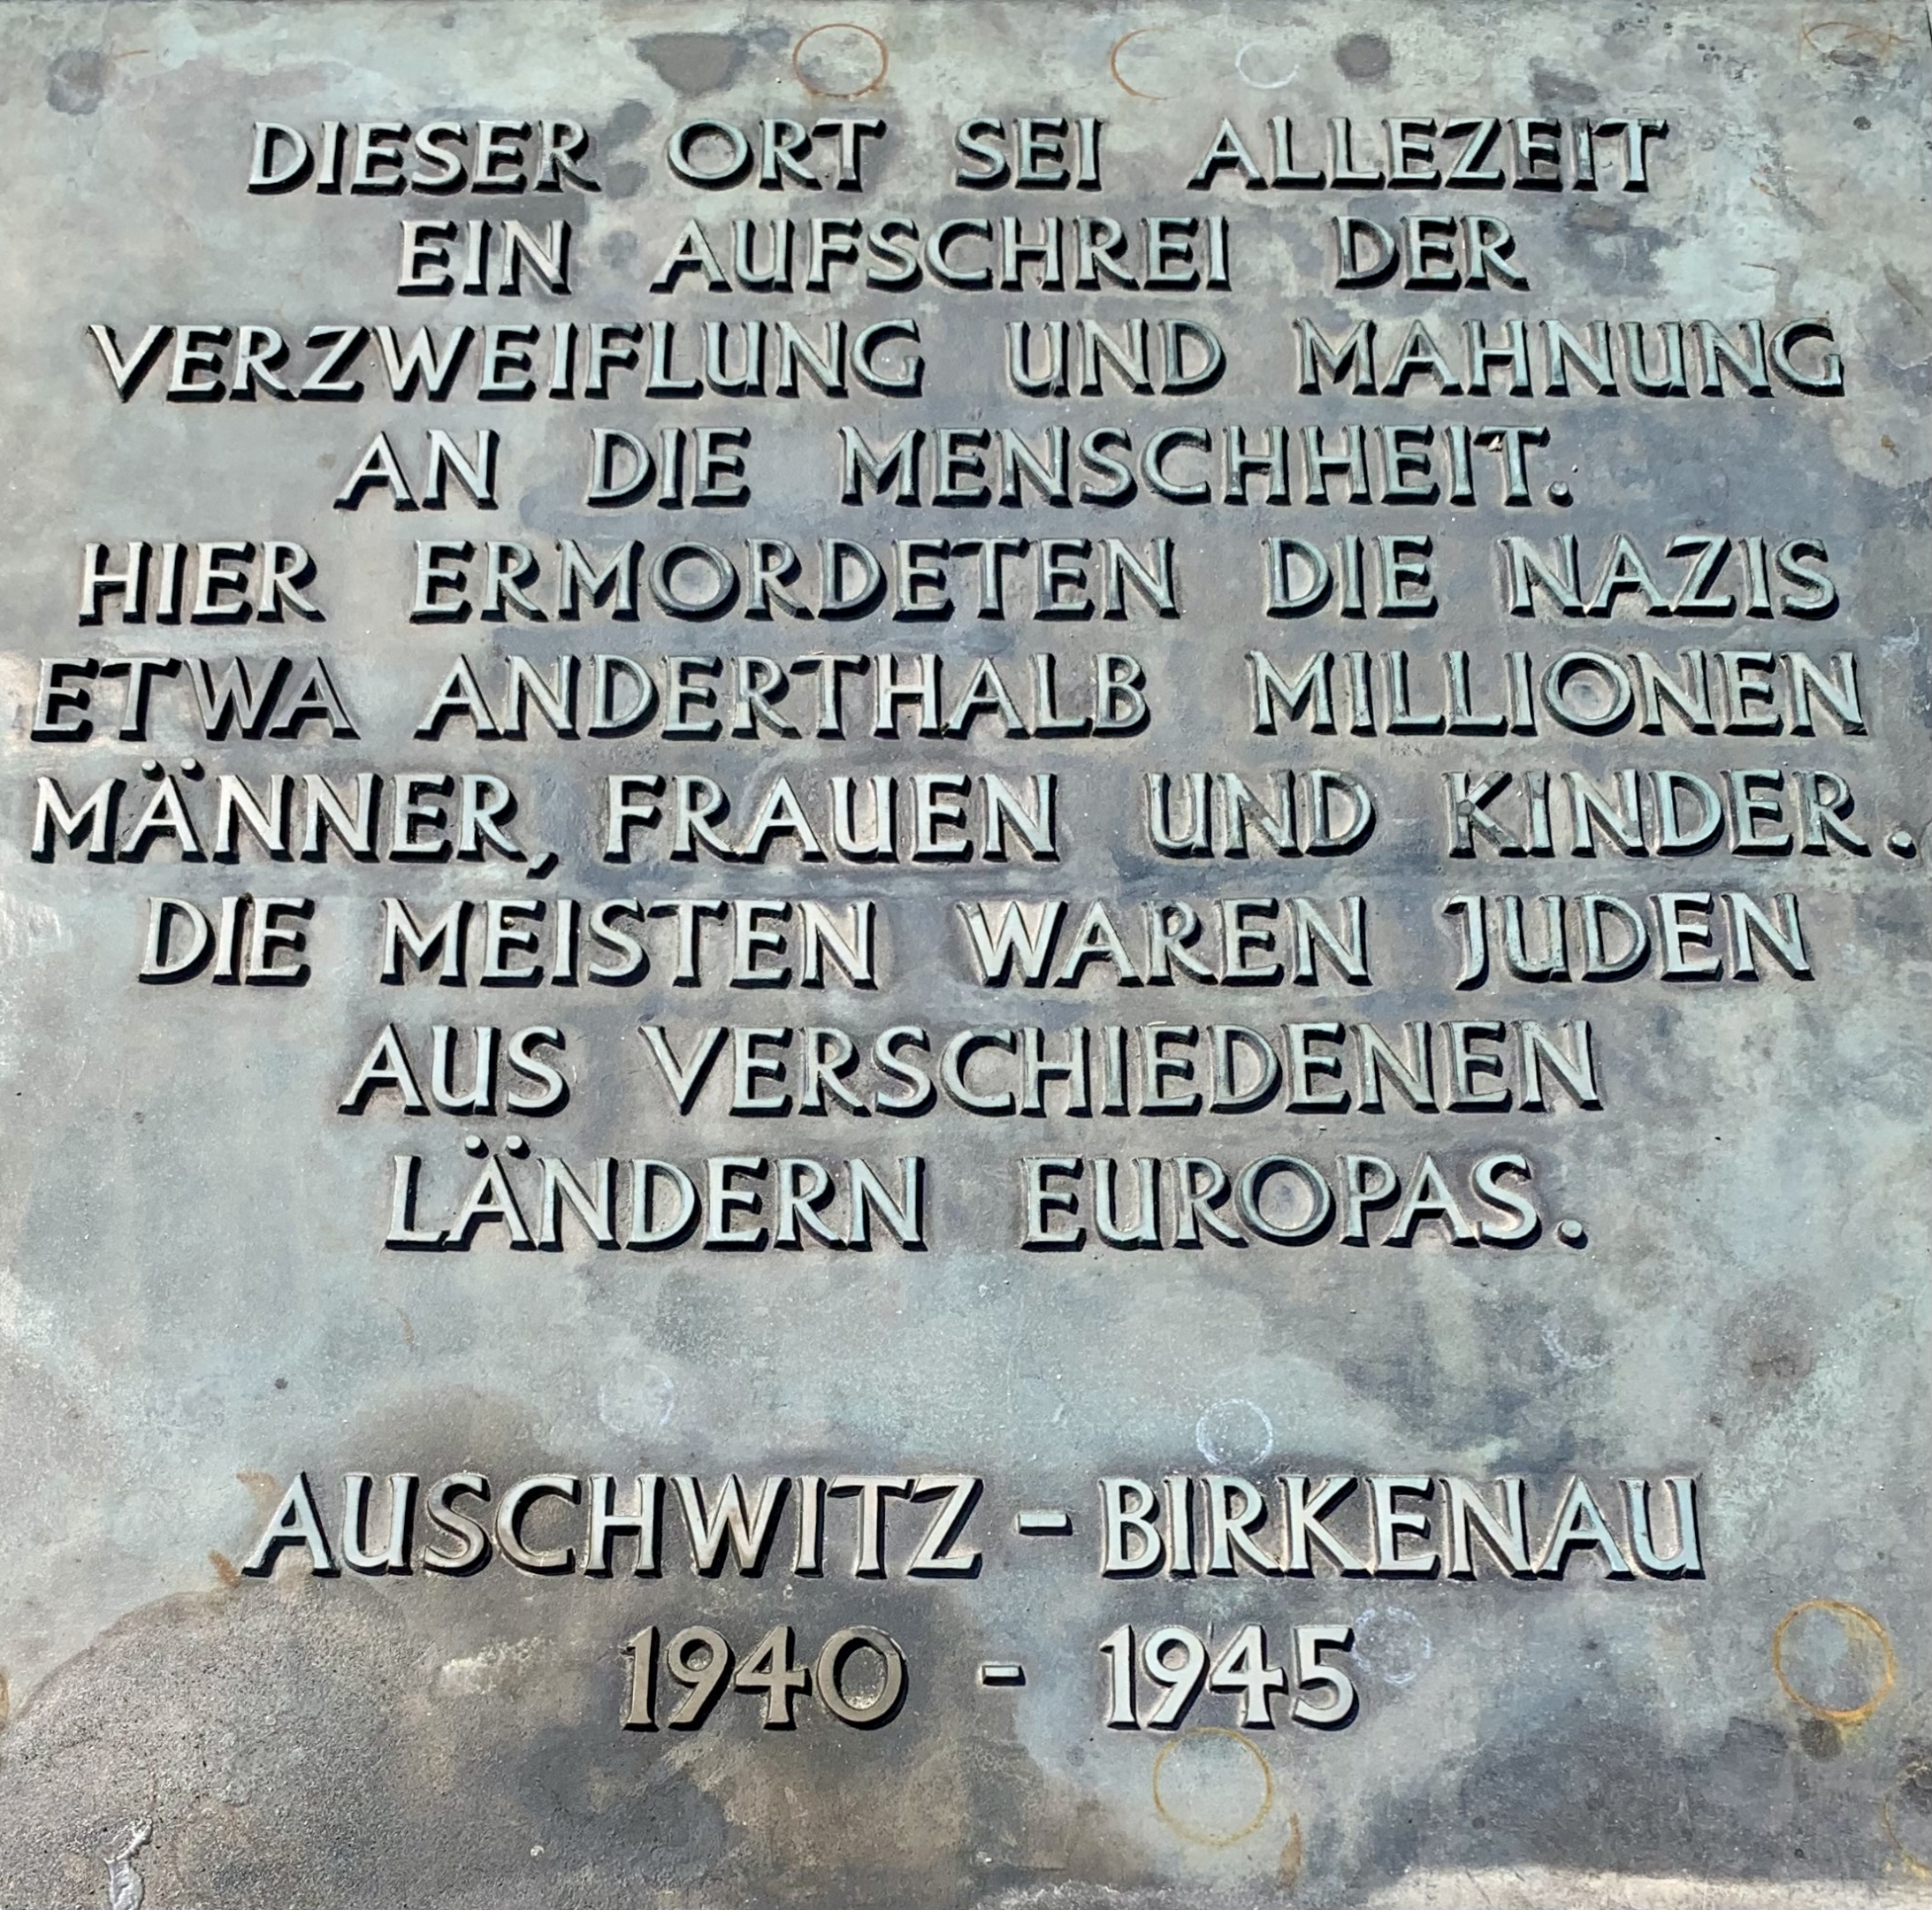 DIESER ORT SEI ALLEZEIT
EIN AUFSCHREI DER
VERZWEIFLUNG UND MAHNUNG
AN DIE MENSCHHEIT.
HIER ERMORDETEN DIE NAZIS
ETWA ANDERTHALB MILLIONEN
MÄNNER, FRAUEN UND KINDER.
DIE MEISTEN WAREN JUDEN
AUS VERSCHIEDENEN
LÄNDERN EUROPAS.
AUSCHWITZ - BIRKENAU
1940 - 1945